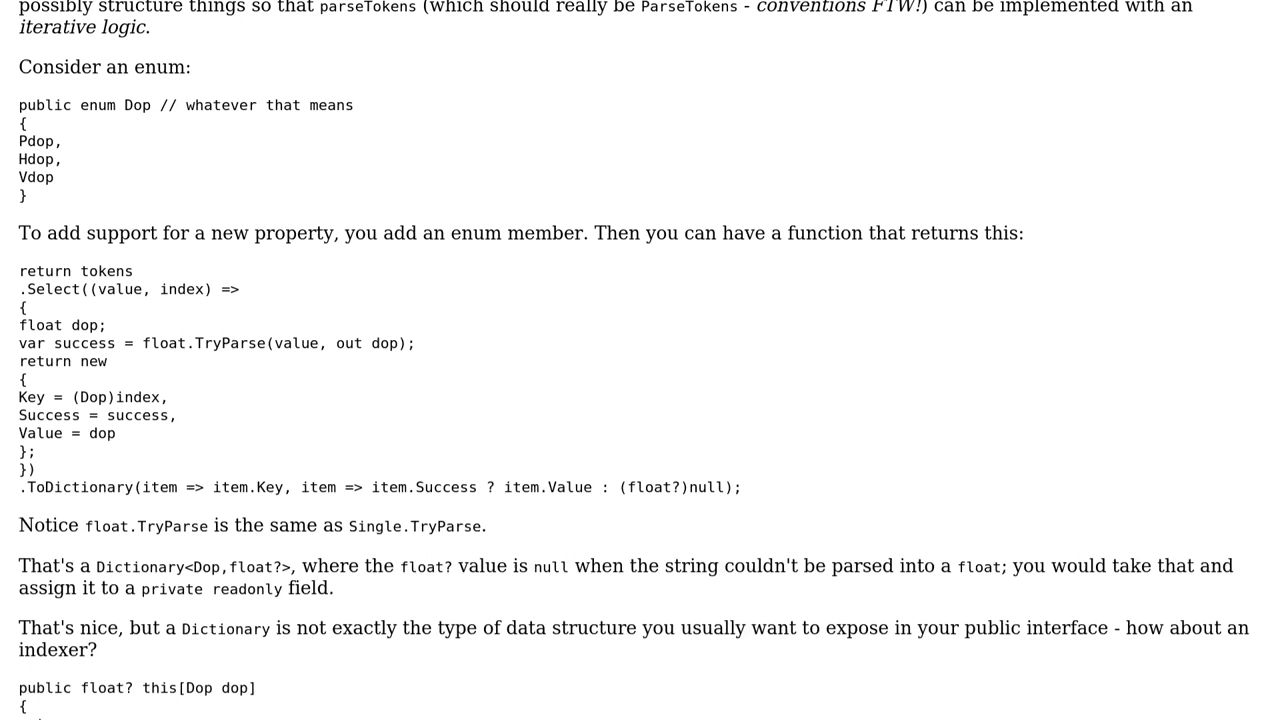 possibly structure things so that parseTokens (which should really be ParseTokens - conventions FTW!) can be implemented with an
iterative logic.
Consider an enum:
public enum Dop // whatever that means
{
Pdop,
Hdop,
Vdop
}
To add support for a new property, you add an enum member. Then you can have a function that returns this:
return tokens
.Select((value, index) =>
{
float dop;
var success = float.TryParse(value, out dop);
return new
{
Key = (Dop)index,
Success = success,
Value = dop
};
})
.ToDictionary(item => item.Key, item => item.Success ? item.Value : (float?)null);
Notice float.TryParse is the same as Single.TryParse.
That's a Dictionary<Dop,float?>, where the float? value is null when the string couldn't be parsed into a float; you would take that and
assign it to a private readonly field.
That's nice, but a Dictionary is not exactly the type of data structure you usually want to expose in your public interface - how about an
indexer?
public float? this[Dop dop]
{